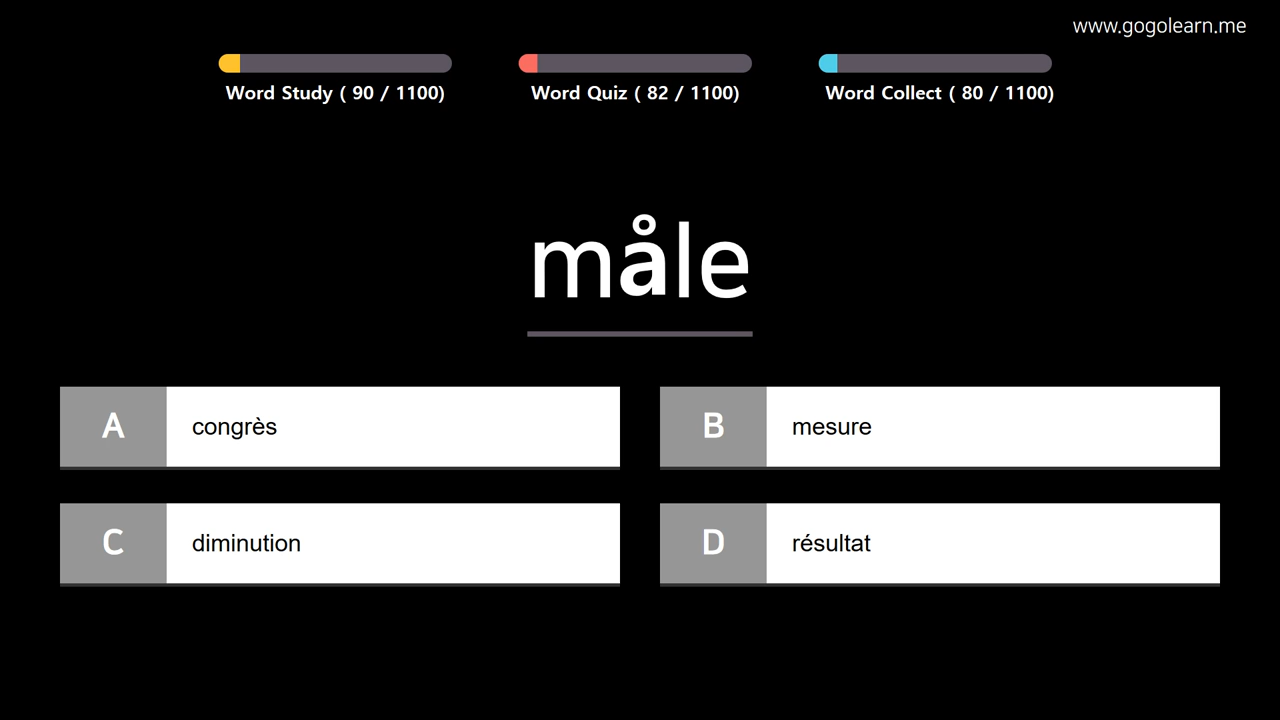 www.gogolearn.me
Word Study ( 90 / 1100)
Word Quiz ( 82 / 1100)
Word Collect ( 80 / 1100)
måle
A congrès
B mesure
C diminution
D résultat